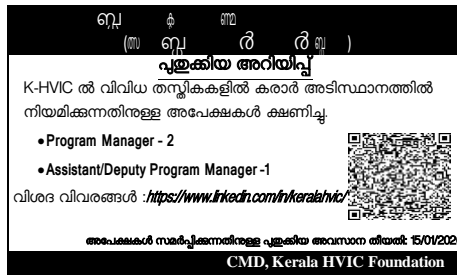 പുതുക്കിയ അറിയിപ്പ്
K-HVIC ൽ വിവിധ തസ്തികകളിൽ കരാർ അടിസ്ഥാനത്തിൽ
നിയമിക്കുന്നതിനുള്ള അപേക്ഷകൾ ക്ഷണിച്ചു.
•Program Manager - 2
•Assistant/Deputy Program Manager -1
വിശദ വിവരങ്ങൾ :https://www.linkedin.com/in/keralahvic/
അപേക്ഷകൾ സമർപ്പിക്കുന്നതിനുള്ള പുതുക്കിയ അവസാന തീയതി: 15/01/202
CMD, Kerala HVIC Foundation